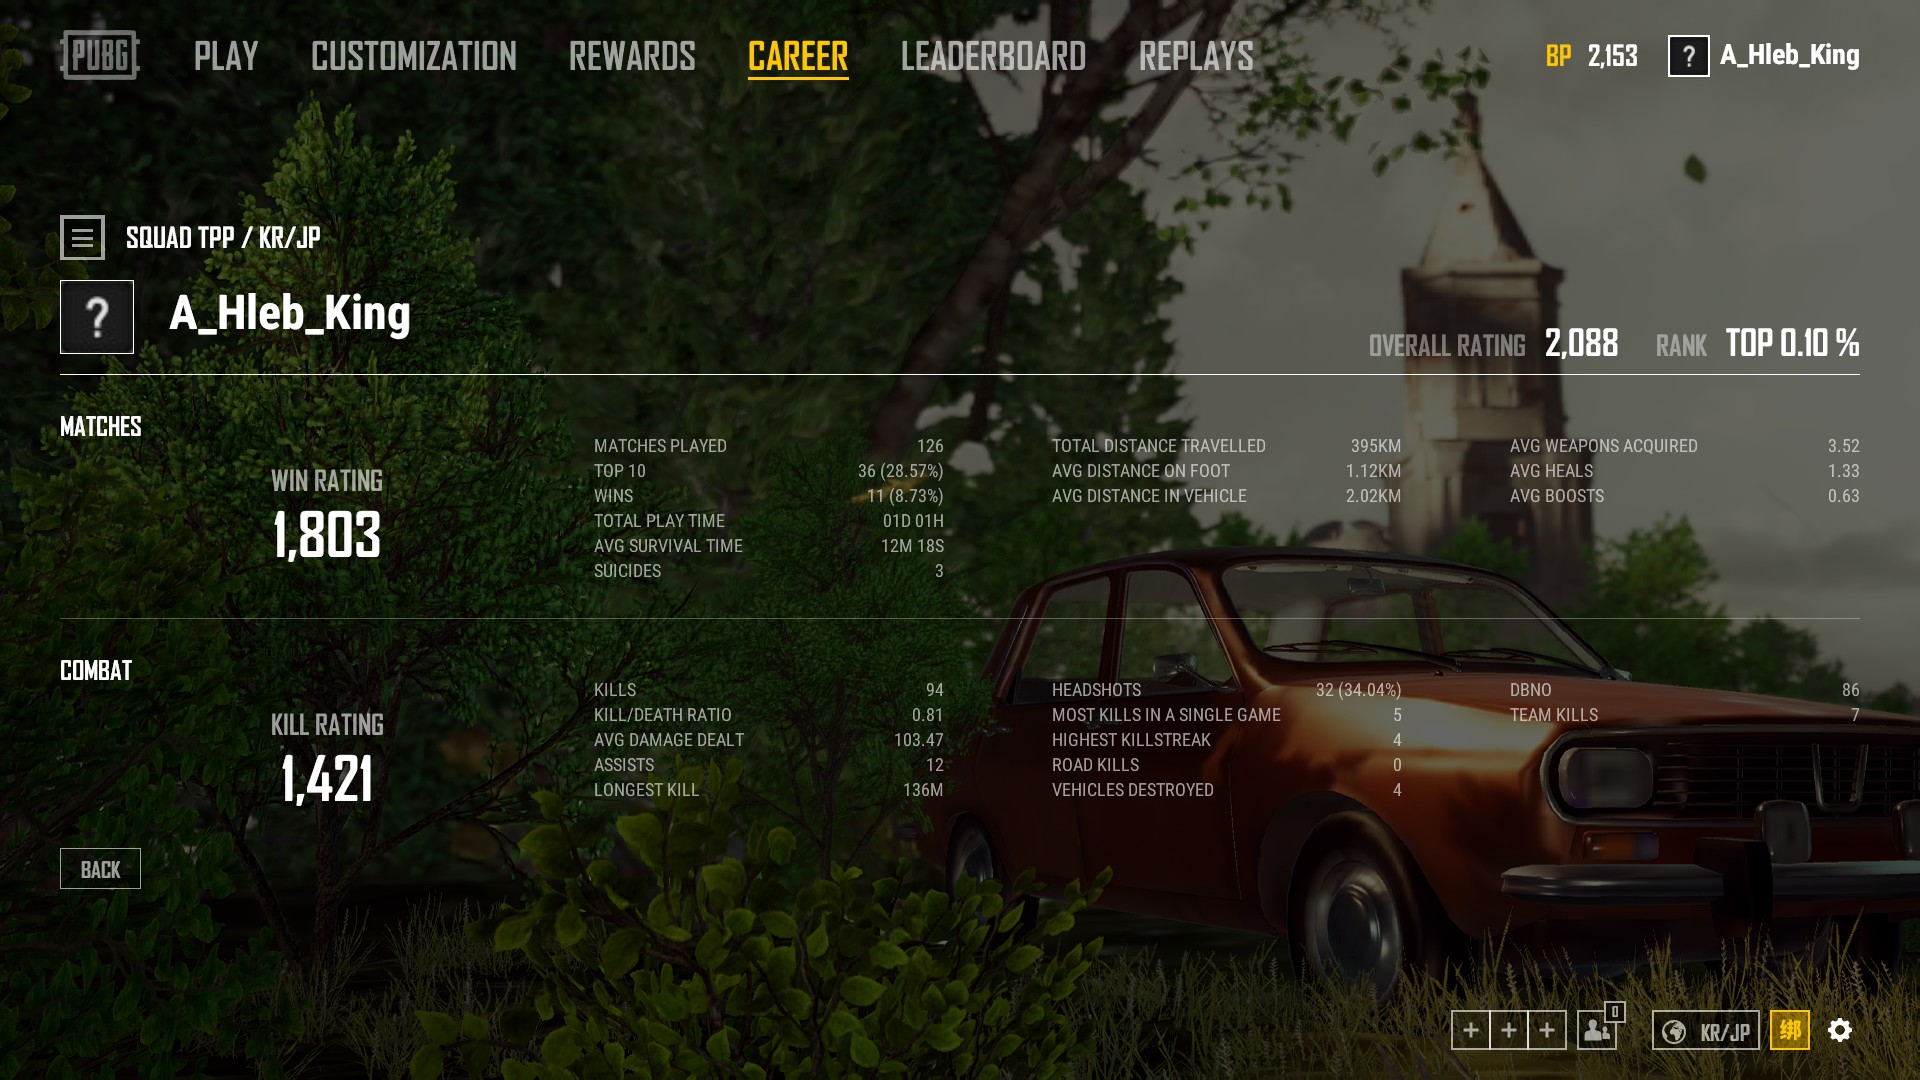 PUBG PLAY CUSTOMIZATION REWARDS CAREER LEADERBOARD REPLAYS BP 2,153 ? A_Hleb_King
SQUAD TPP / KR/JP
? A_Hleb_King
OVERALL RATING 2,088 RANK TOP 0.10 %
MATCHES
WIN RATING
1,803
MATCHES PLAYED 126
TOP 10 36 (28.57%)
WINS 11 (8.73%)
TOTAL PLAY TIME 01D 01H
AVG SURVIVAL TIME 12M 18S
SUICIDES 3
TOTAL DISTANCE TRAVELLED 395KM
AVG DISTANCE ON FOOT 1.12KM
AVG DISTANCE IN VEHICLE 2.02KM
AVG WEAPONS ACQUIRED 3.52
AVG HEALS 1.33
AVG BOOSTS 0.63
COMBAT
KILL RATING
1,421
KILLS 94
KILL/DEATH RATIO 0.81
AVG DAMAGE DEALT 103.47
ASSISTS 12
LONGEST KILL 136M
HEADSHOTS 32 (34.04%)
MOST KILLS IN A SINGLE GAME 5
HIGHEST KILLSTREAK 4
ROAD KILLS 0
VEHICLES DESTROYED 4
DBNO 86
TEAM KILLS 7
BACK
+ + + 0 KR/JP 绑